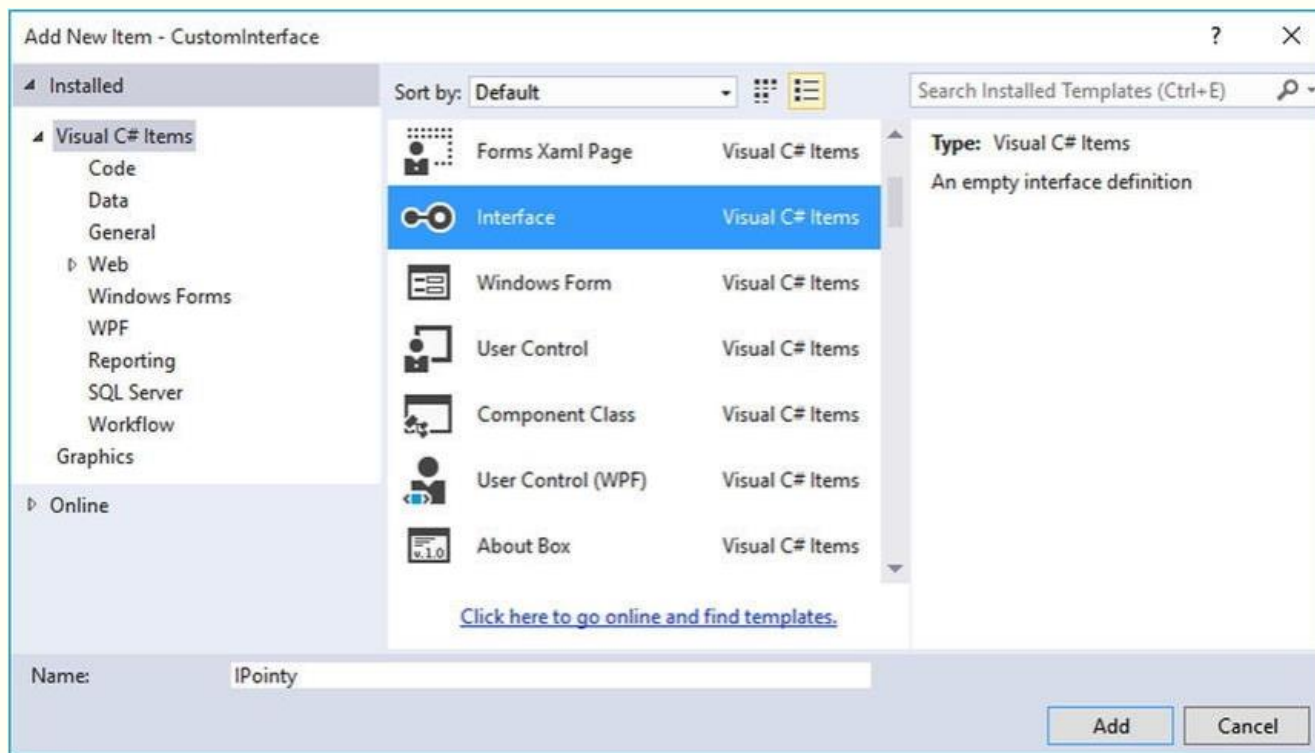 Add New Item - CustomInterface
?
Installed
Sort by: Default
Search Installed Templates (Ctrl+E)
Visual C# Items
Code
Data
General
Web
Windows Forms
WPF
Reporting
SQL Server
Workflow
Graphics
Online
Forms Xaml Page Visual C# Items
Interface Visual C# Items
Windows Form Visual C# Items
User Control Visual C# Items
Component Class Visual C# Items
User Control (WPF) Visual C# Items
v.1.0
About Box Visual C# Items
Click here to go online and find templates.
Type: Visual C# Items
An empty interface definition
Name: IPointy
Add
Cancel